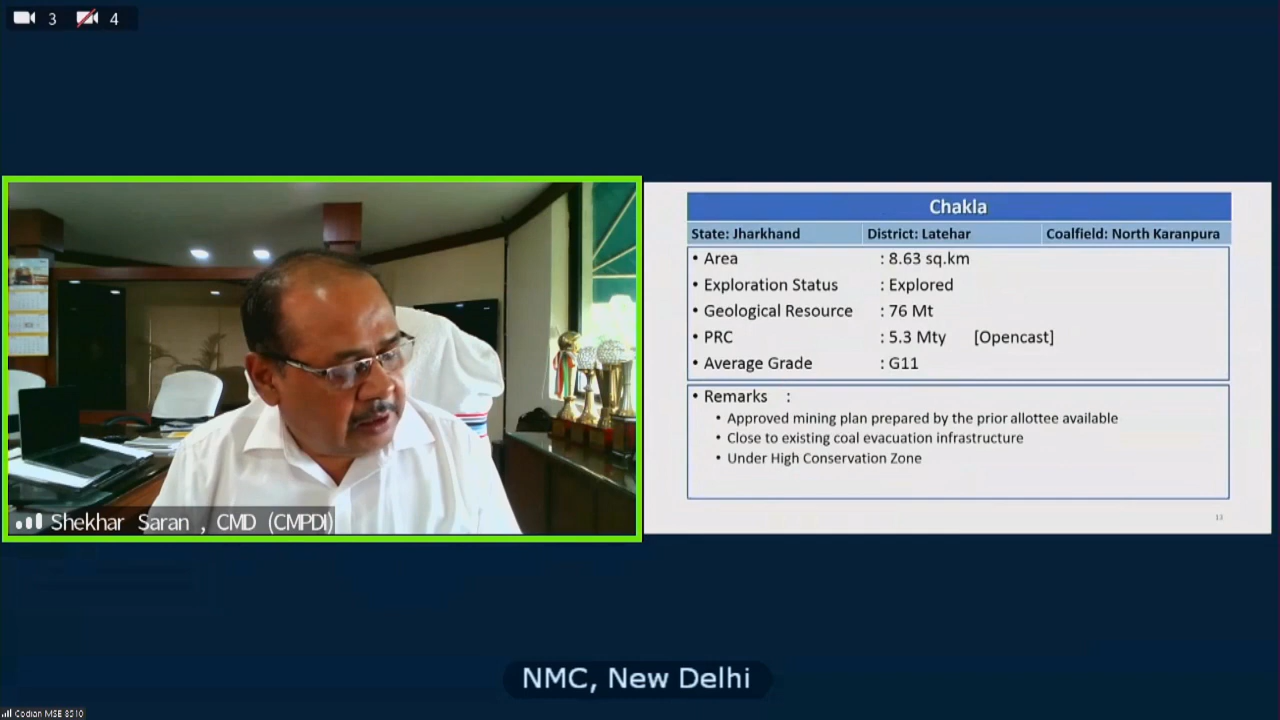 3 4
Chakla
State: Jharkhand District: Latehar Coalfield: North Karanpura
• Area : 8.63 sq.km
• Exploration Status : Explored
• Geological Resource : 76 Mt
• PRC : 5.3 Mty [Opencast]
• Average Grade : G11
• Remarks :
• Approved mining plan prepared by the prior allottee available
• Close to existing coal evacuation infrastructure
• Under High Conservation Zone
13
Shekhar Saran , CMD (CMPDI)
NMC, New Delhi
Codian MSE 8510